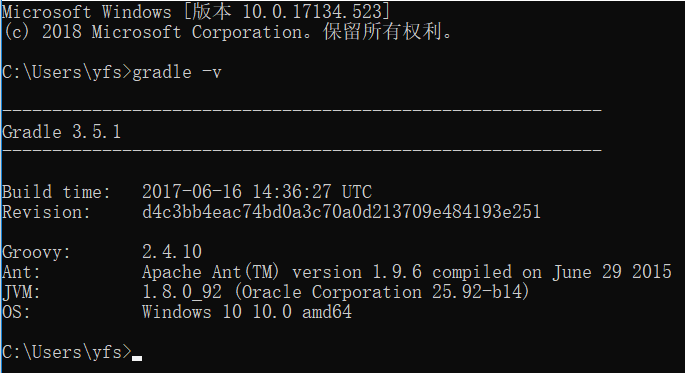 Microsoft Windows [版本 10.0.17134.523]
(c) 2018 Microsoft Corporation。保留所有权利。
C:\Users\yfs>gradle -v
------------------------------------------------------------
Gradle 3.5.1
------------------------------------------------------------
Build time:   2017-06-16 14:36:27 UTC
Revision:     d4c3bb4eac74bd0a3c70a0d213709e484193e251
Groovy:       2.4.10
Ant:          Apache Ant(TM) version 1.9.6 compiled on June 29 2015
JVM:          1.8.0_92 (Oracle Corporation 25.92-b14)
OS:           Windows 10 10.0 amd64
C:\Users\yfs>